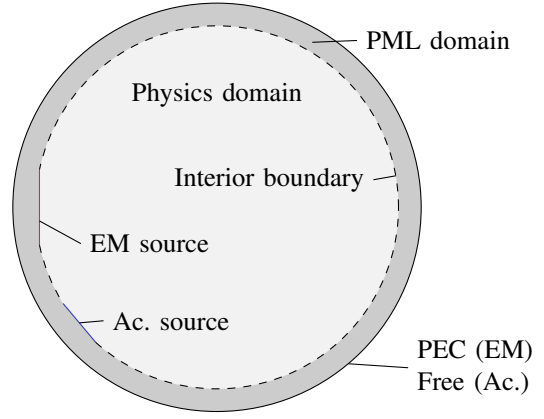 PML domain
Physics domain
Interior boundary
EM source
Ac. source
PEC (EM)
Free (Ac.)